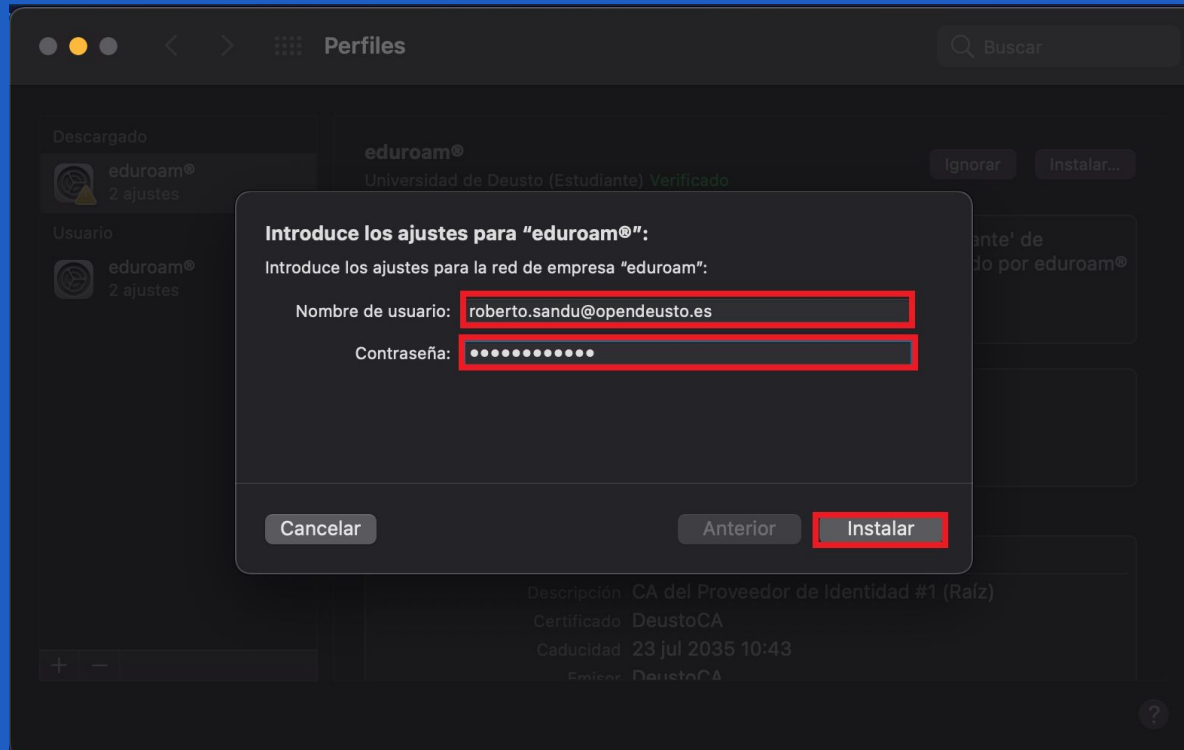 Perfiles
Buscar
Descargado
eduroam®
2 ajustes
Usuario
eduroam®
2 ajustes
eduroam®
Universidad de Deusto (Estudiante) Verificado
Ignorar
Instalar...
ante' de
do por eduroam®
Introduce los ajustes para “eduroam®”:
Introduce los ajustes para la red de empresa “eduroam”:
Nombre de usuario: roberto.sandu@opendeusto.es
Contraseña: ••••••••••••
Cancelar
Anterior
Instalar
Descripción CA del Proveedor de Identidad #1 (Raíz)
Certificado DeustoCA
Caducidad 23 jul 2035 10:43
Emisor DeustoCA
?